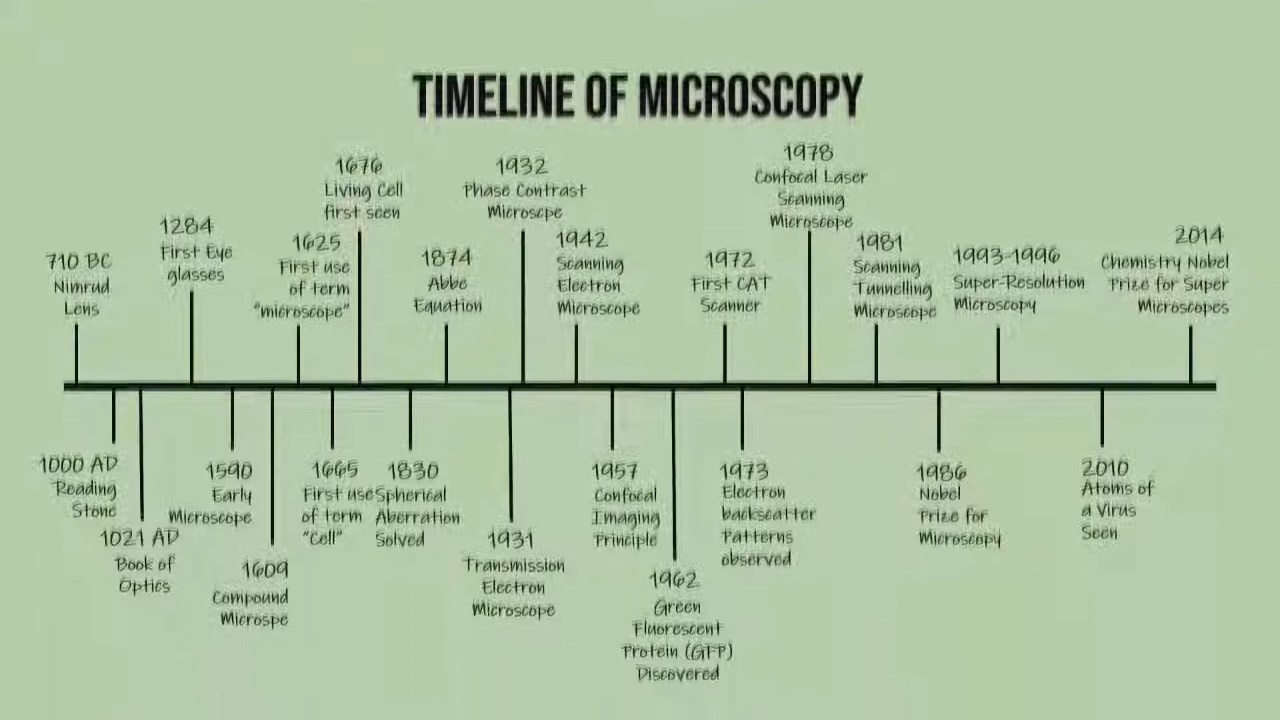 TIMELINE OF MICROSCOPY
710 BC
Nimrud
Lens
1000 AD
Reading
Stone
1021 AD
Book of
Optics
1284
First Eye
glasses
1590
Early
Microscope
1609
Compound
Microspe
1625
First use
of term
"microscope"
1665
First use
of term
"Cell"
1676
Living Cell
first seen
1830
Spherical
Aberration
Solved
1874
Abbe
Equation
1931
Transmission
Electron
Microscope
1932
Phase Contrast
Microscpe
1942
Scanning
Electron
Microscope
1957
Confocal
Imaging
Principle
1962
Green
Fluorescent
Protein (GFP)
Discovered
1972
First CAT
Scanner
1973
Electron
backscatter
Patterns
observed
1978
Confocal Laser
Scanning
Microscope
1981
Scanning
Tunnelling
Microscope
1986
Nobel
Prize for
Microscopy
1993-1996
Super-Resolution
Microscopy
2010
Atoms of
a Virus
Seen
2014
Chemistry Nobel
Prize for Super
Microscopes